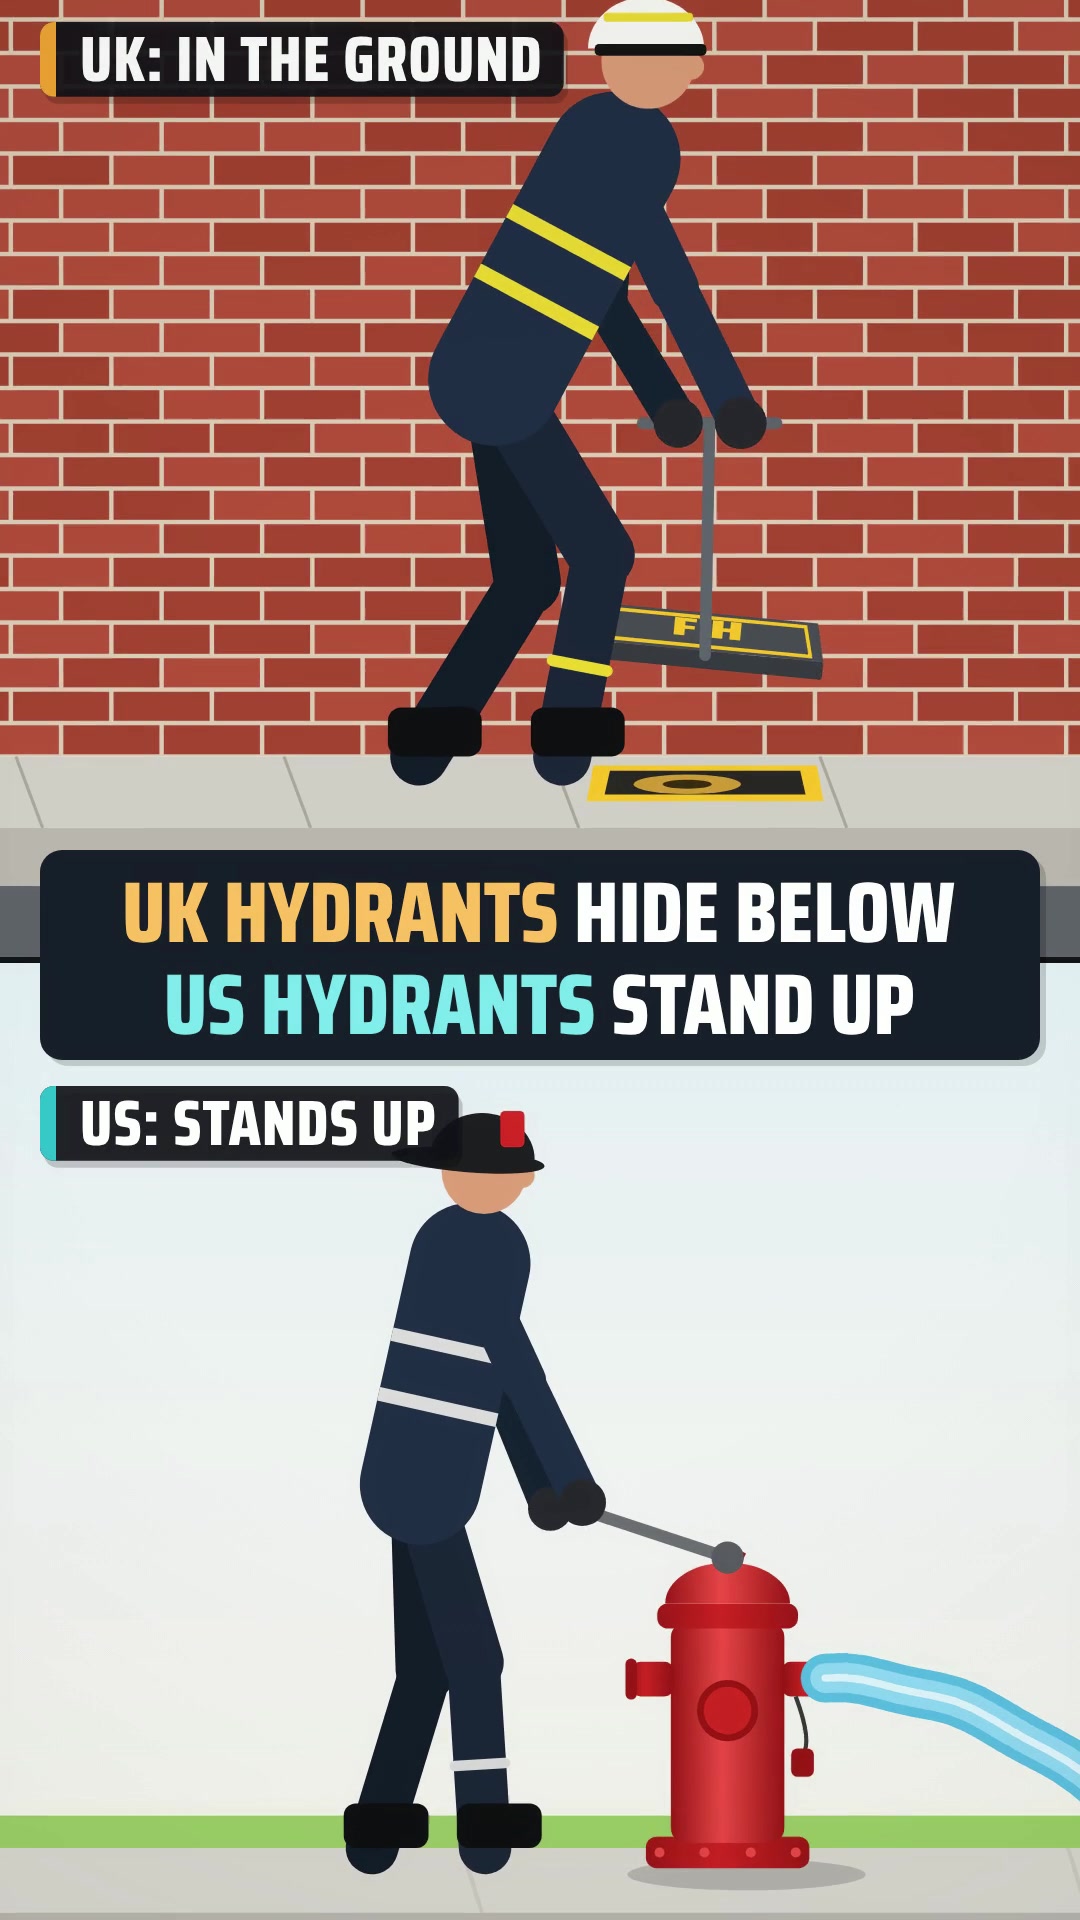 UK: IN THE GROUND
F H
UK HYDRANTS HIDE BELOW
US HYDRANTS STAND UP
US: STANDS UP